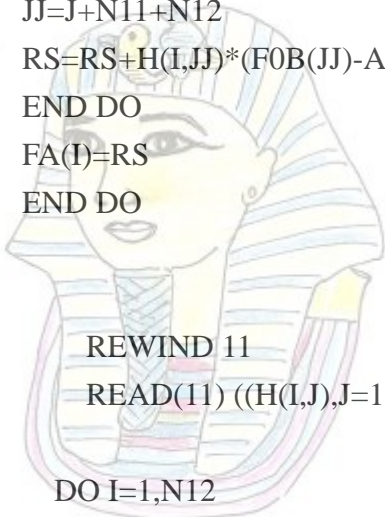 JJ=J+N11+N12
RS=RS+H(I,JJ)*(F0B(JJ)-A
END DO
FA(I)=RS
END DO
REWIND 11
READ(11) ((H(I,J),J=1
DO I=1,N12